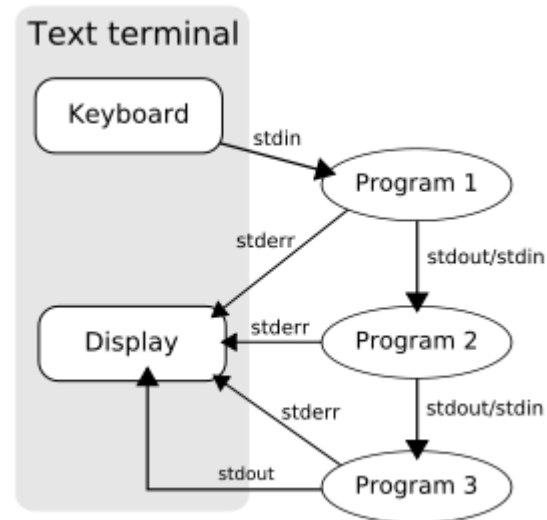 Text terminal
Keyboard
stdin
Program 1
stderr
stdout/stdin
Display
stderr
Program 2
stderr
stdout/stdin
stdout
Program 3